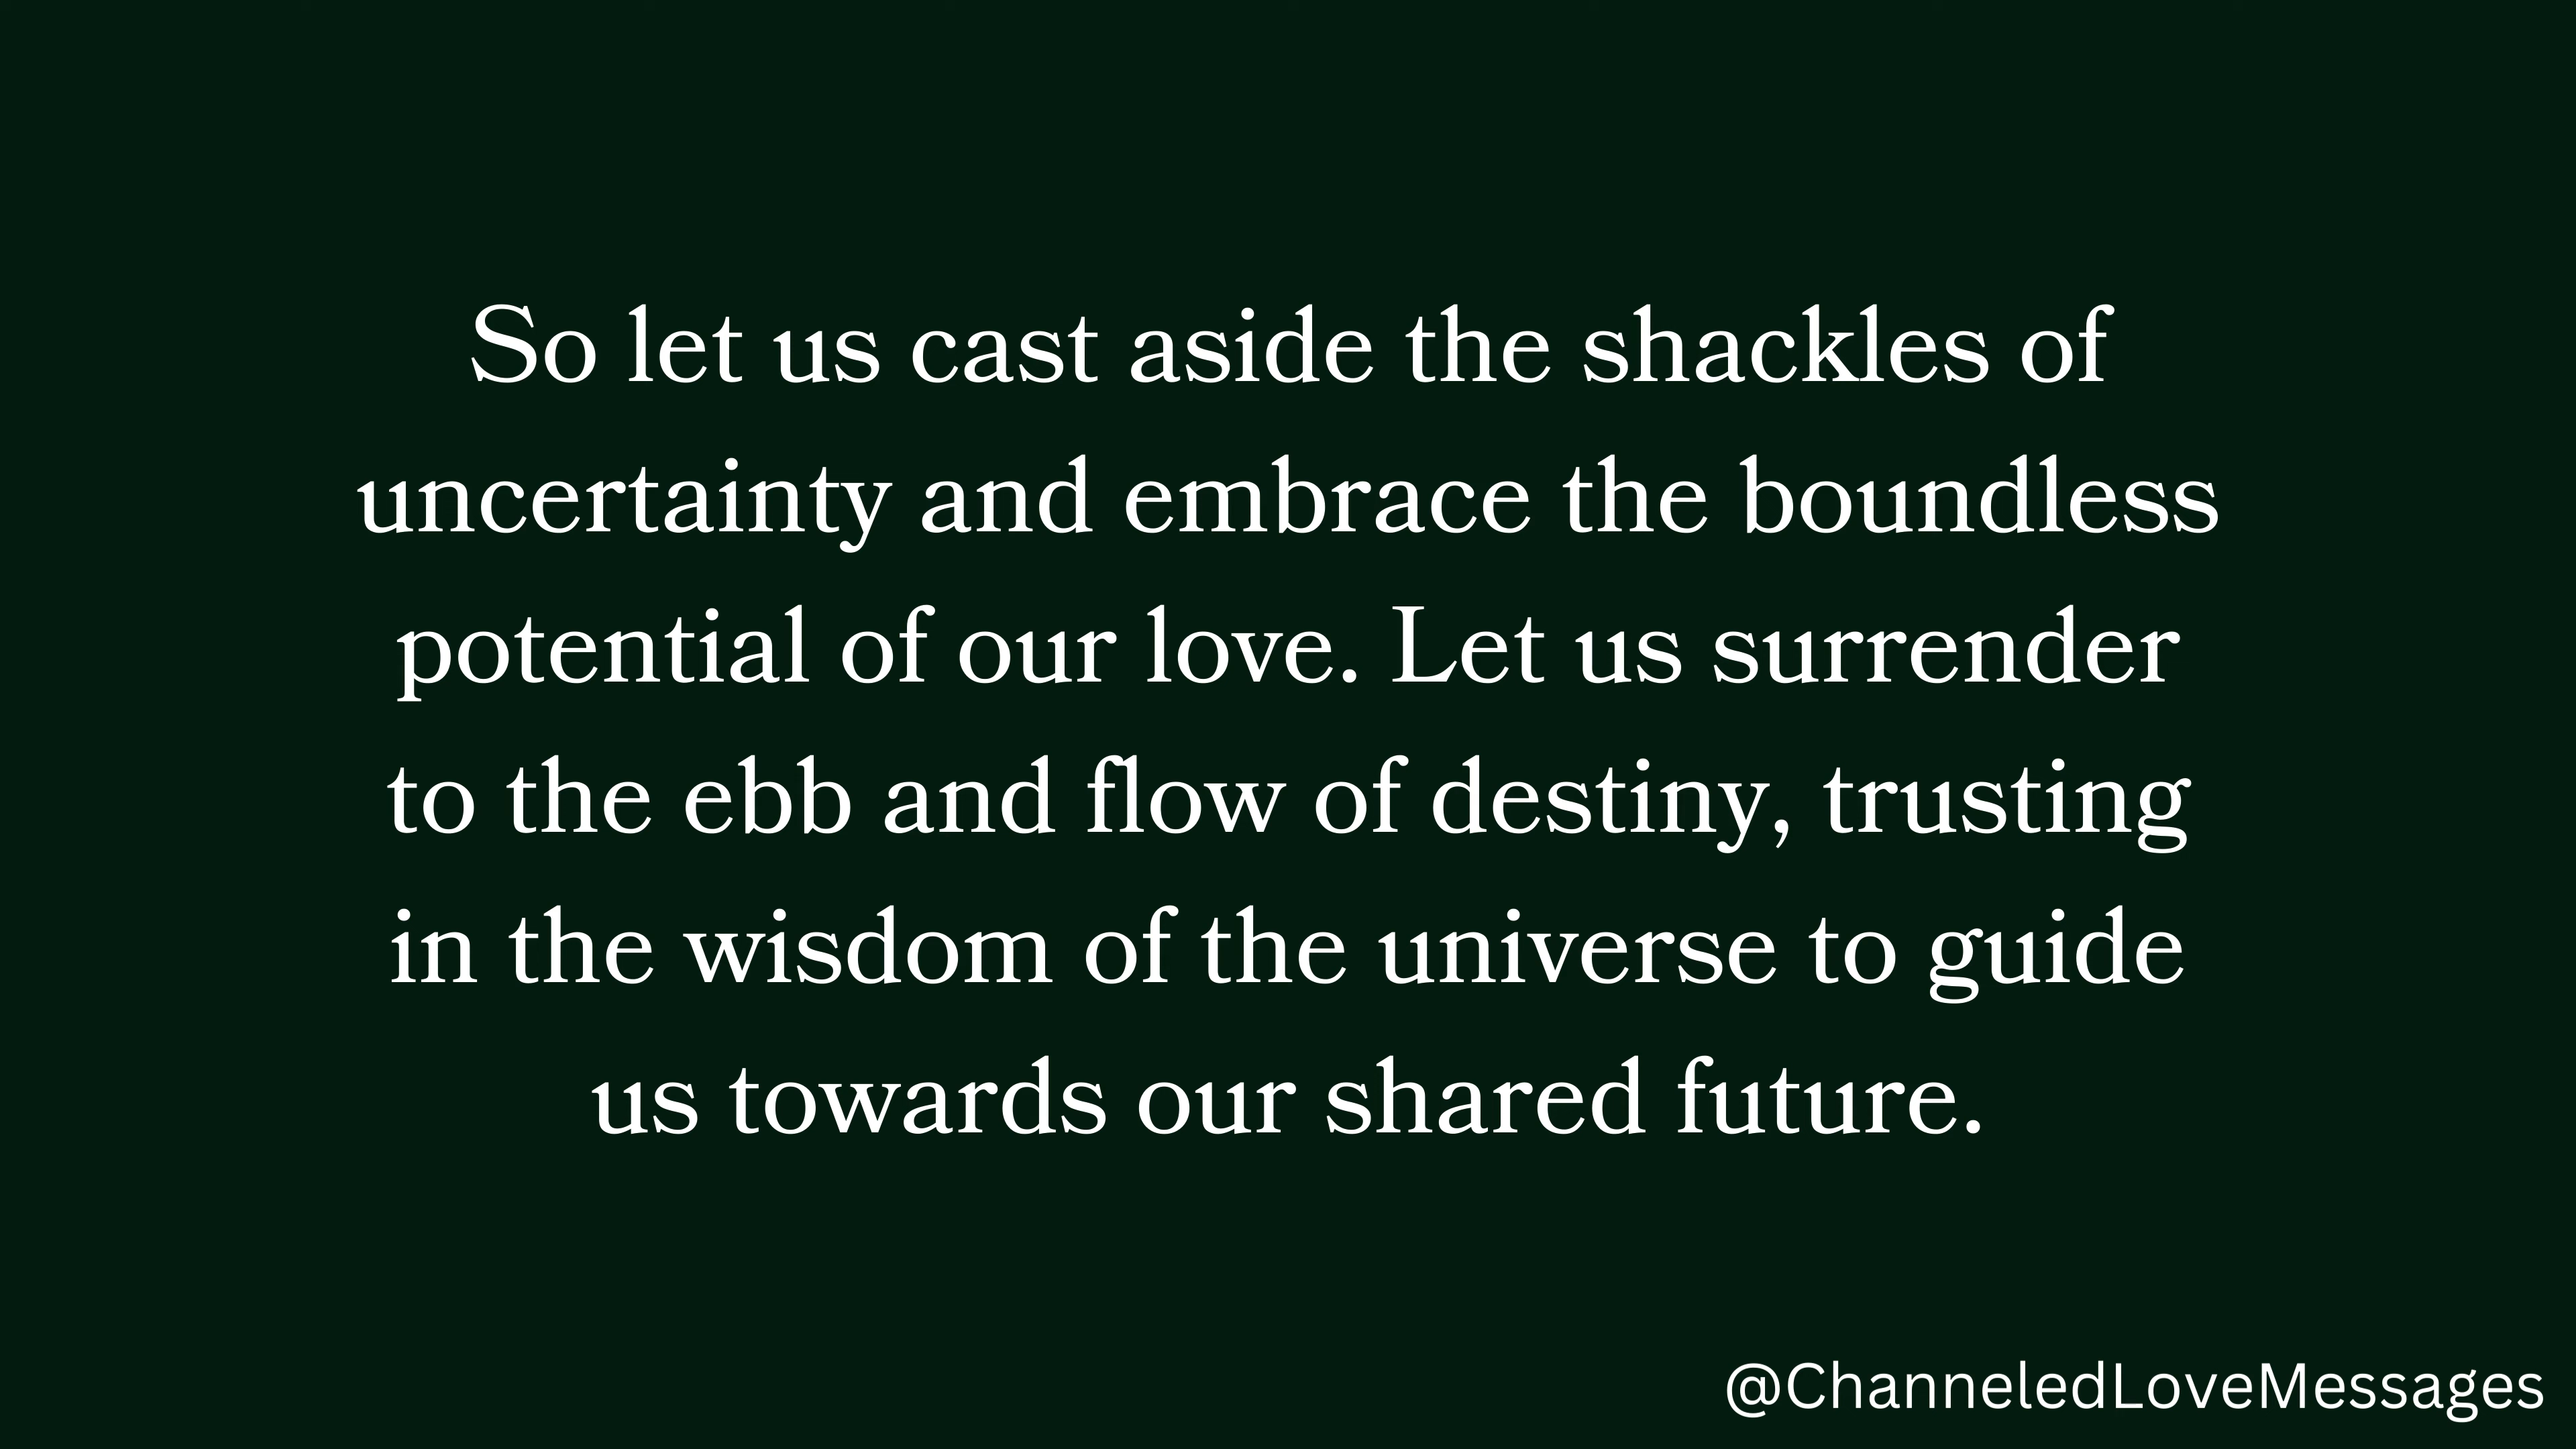 So let us cast aside the shackles of
uncertainty and embrace the boundless
potential of our love. Let us surrender
to the ebb and flow of destiny, trusting
in the wisdom of the universe to guide
us towards our shared future.
@ChanneledLoveMessages